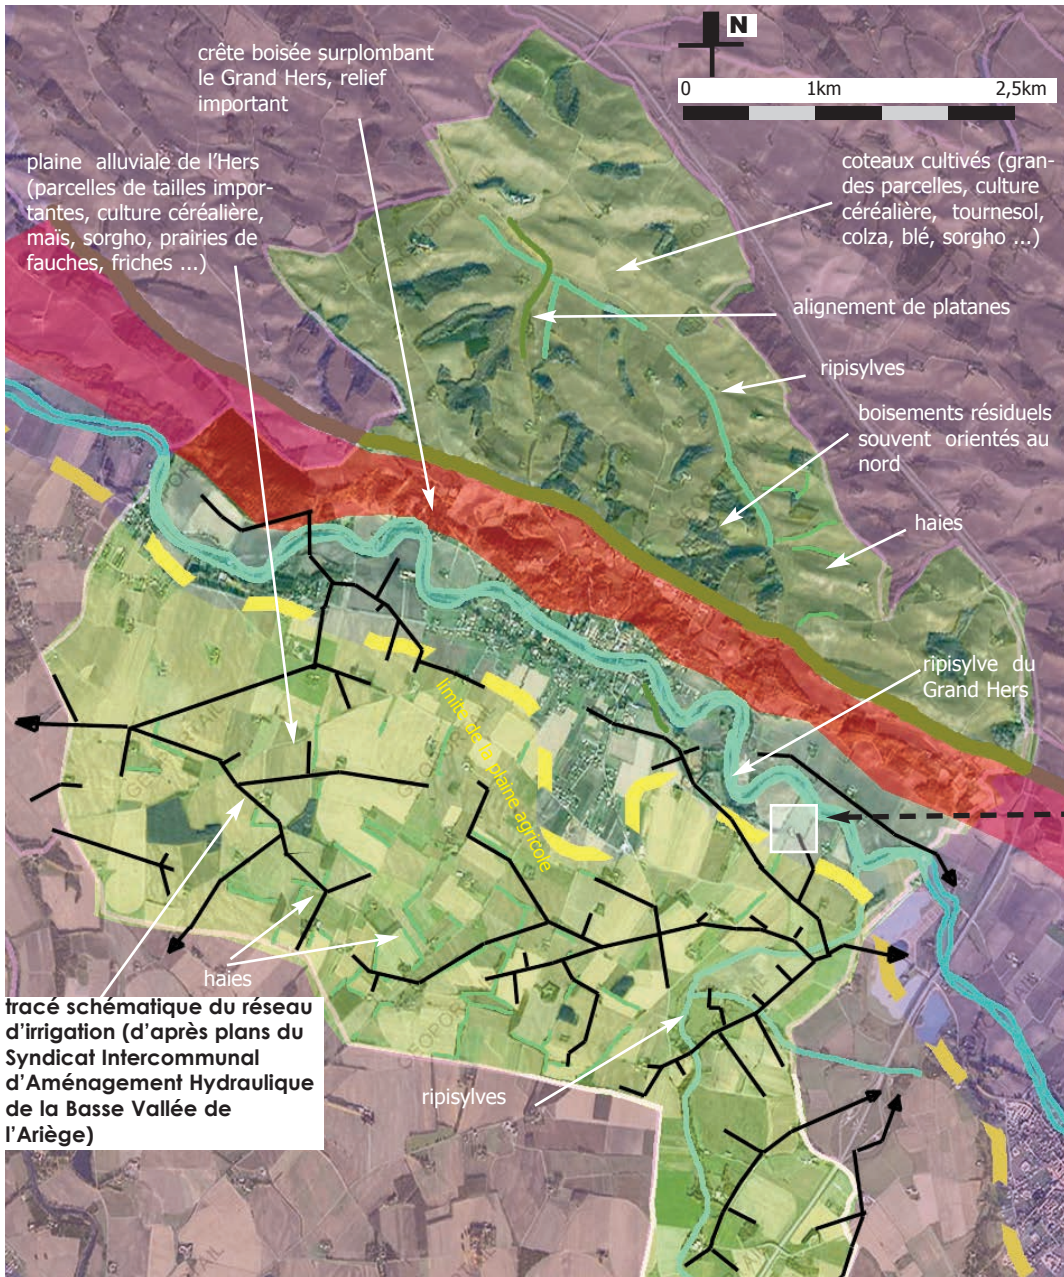 N
0 1km 2,5km
crête boisée surplombant
le Grand Hers, relief
important
plaine alluviale de l'Hers
(parcelles de tailles impor-
tantes, culture céréalière,
maïs, sorgho, prairies de
fauches, friches ...)
coteaux cultivés (gran-
des parcelles, culture
céréalière, tournesol,
colza, blé, sorgho ...)
alignement de platanes
ripisylves
boisements résiduels
souvent orientés au
nord
haies
ripisylve du
Grand Hers
limite de la plaine agricole
haies
tracé schématique du réseau
d'irrigation (d'après plans du
Syndicat Intercommunal
d'Aménagement Hydraulique
de la Basse Vallée de
l'Ariège)
ripisylves